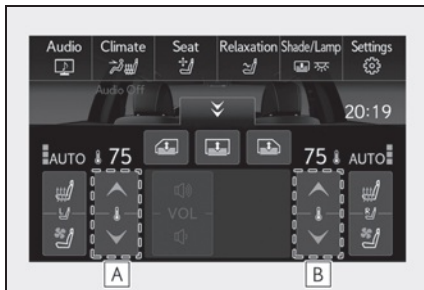 Audio Climate Seat Relaxation Shade/Lamp Settings
Audio Off
20:19
AUTO 75 75 AUTO
L R
VOL
A B